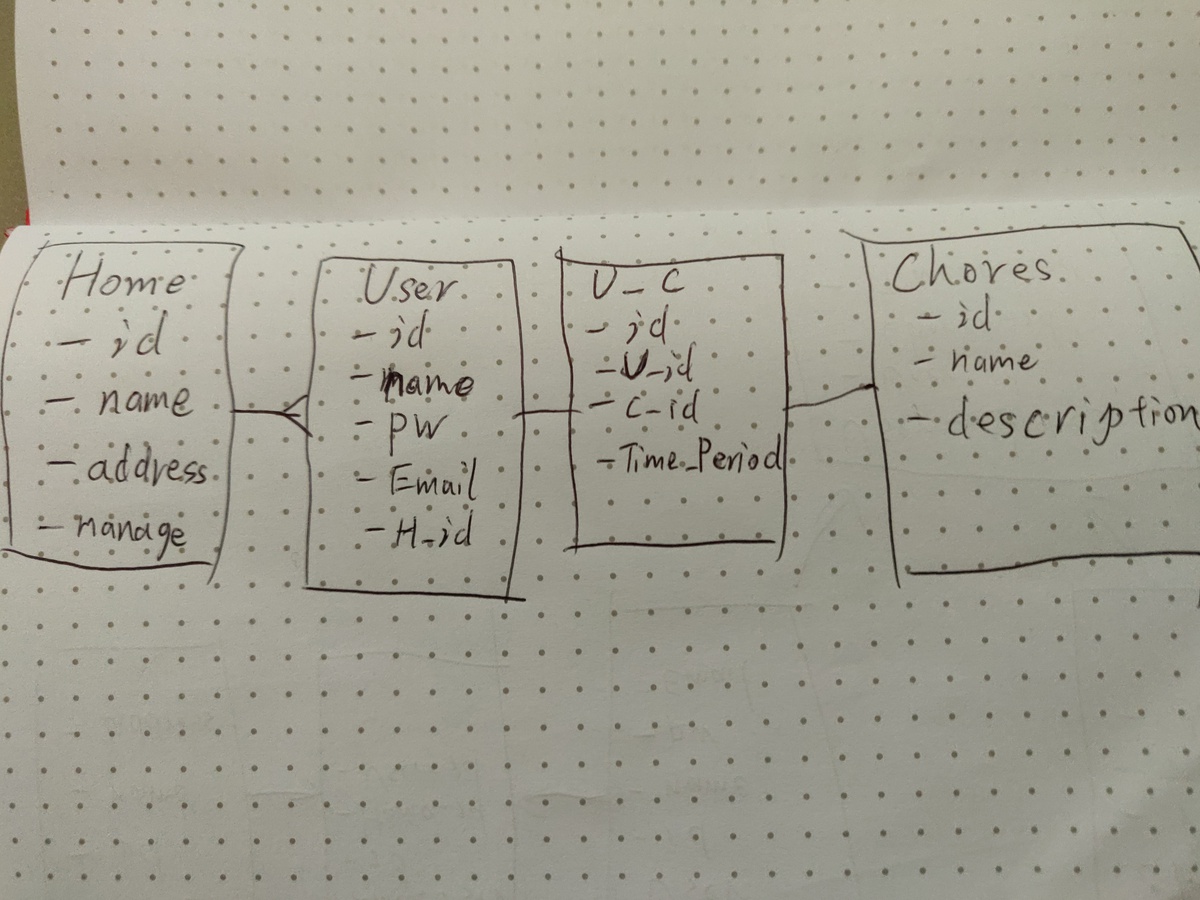 Home
- id
- name
- address
- manage
User
- id
- name
- PW
- Email
- H_id
U_C
- id
- U_id
- C_id
- Time_Period
Chores
- id
- name
- description